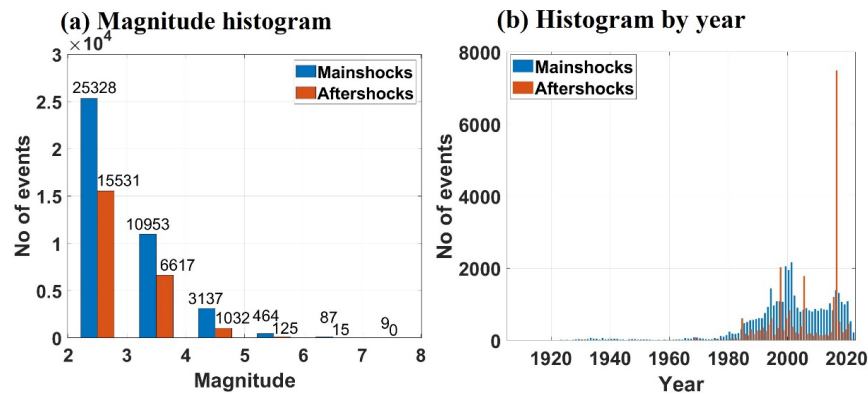 (a) Magnitude histogram
×10⁴
3
2.5
2
1.5
1
0.5
0
No of events
Mainshocks
Aftershocks
25328
15531
10953
6617
3137
1032
464
125
87
15
9
0
2 3 4 5 6 7 8
Magnitude
(b) Histogram by year
8000
6000
4000
2000
0
No of events
Mainshocks
Aftershocks
1920 1940 1960 1980 2000 2020
Year